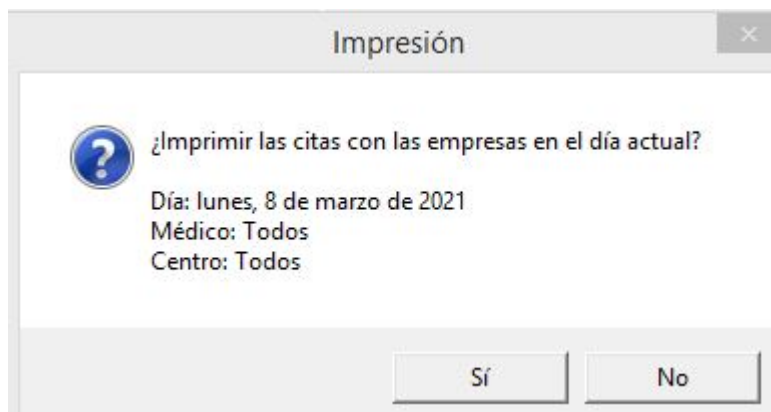 Impresión
¿Imprimir las citas con las empresas en el día actual?
Día: lunes, 8 de marzo de 2021
Médico: Todos
Centro: Todos
Sí
No